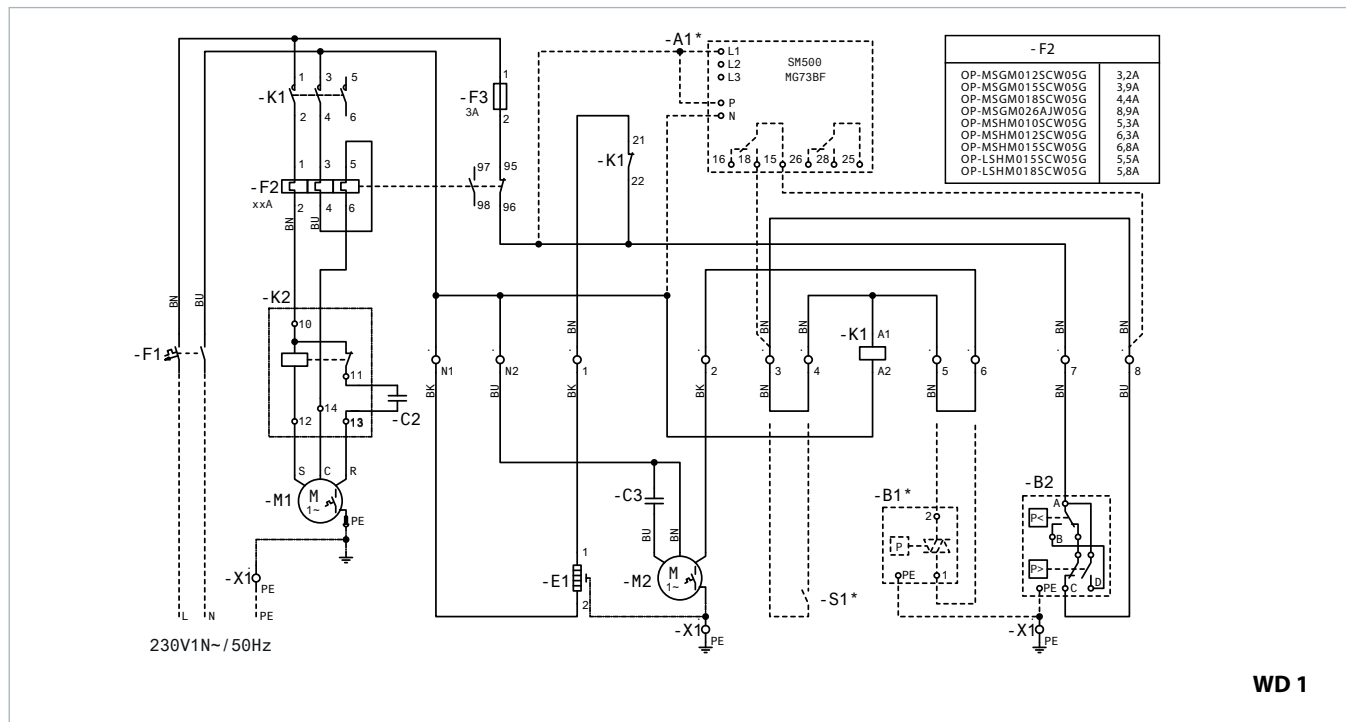 -A1*
L1
L2
L3
P
N
SM500
MG73BF
16 18 15 26 28 25
-F2
OP-MSGM012SCW05G 3,2A
OP-MSGM015SCW05G 3,9A
OP-MSGM018SCW05G 4,4A
OP-MSGM026AJW05G 8,9A
OP-MSHM010SCW05G 5,3A
OP-MSHM012SCW05G 6,3A
OP-MSHM015SCW05G 6,8A
OP-LSHM015SCW05G 5,5A
OP-LSHM018SCW05G 5,8A
-K1
1 3 5
2 4 6
-F3
3A
1
2
-K1
21
22
-F2
xxA
1 3 5
2 4 6
97 95
98 96
BN
BU
BN
BU
-K2
10
11
12
14
13
-C2
-F1
S C R
-M1
M
1~
PE
-X1
PE
L N PE
230V1N~/50Hz
N1
BK
N2
BU
BN
1
BK
2
BK
BN
3
BN
4
-K1
A1
A2
5
BN
6
7
BN
BN
8
BU
-E1
1
2
-C3
BU
BN
-M2
M
1~
-X1
PE
-S1*
-B1*
2
P
PE
1
-B2
A
P<
B
P>
PE
C
D
-X1
PE
WD 1